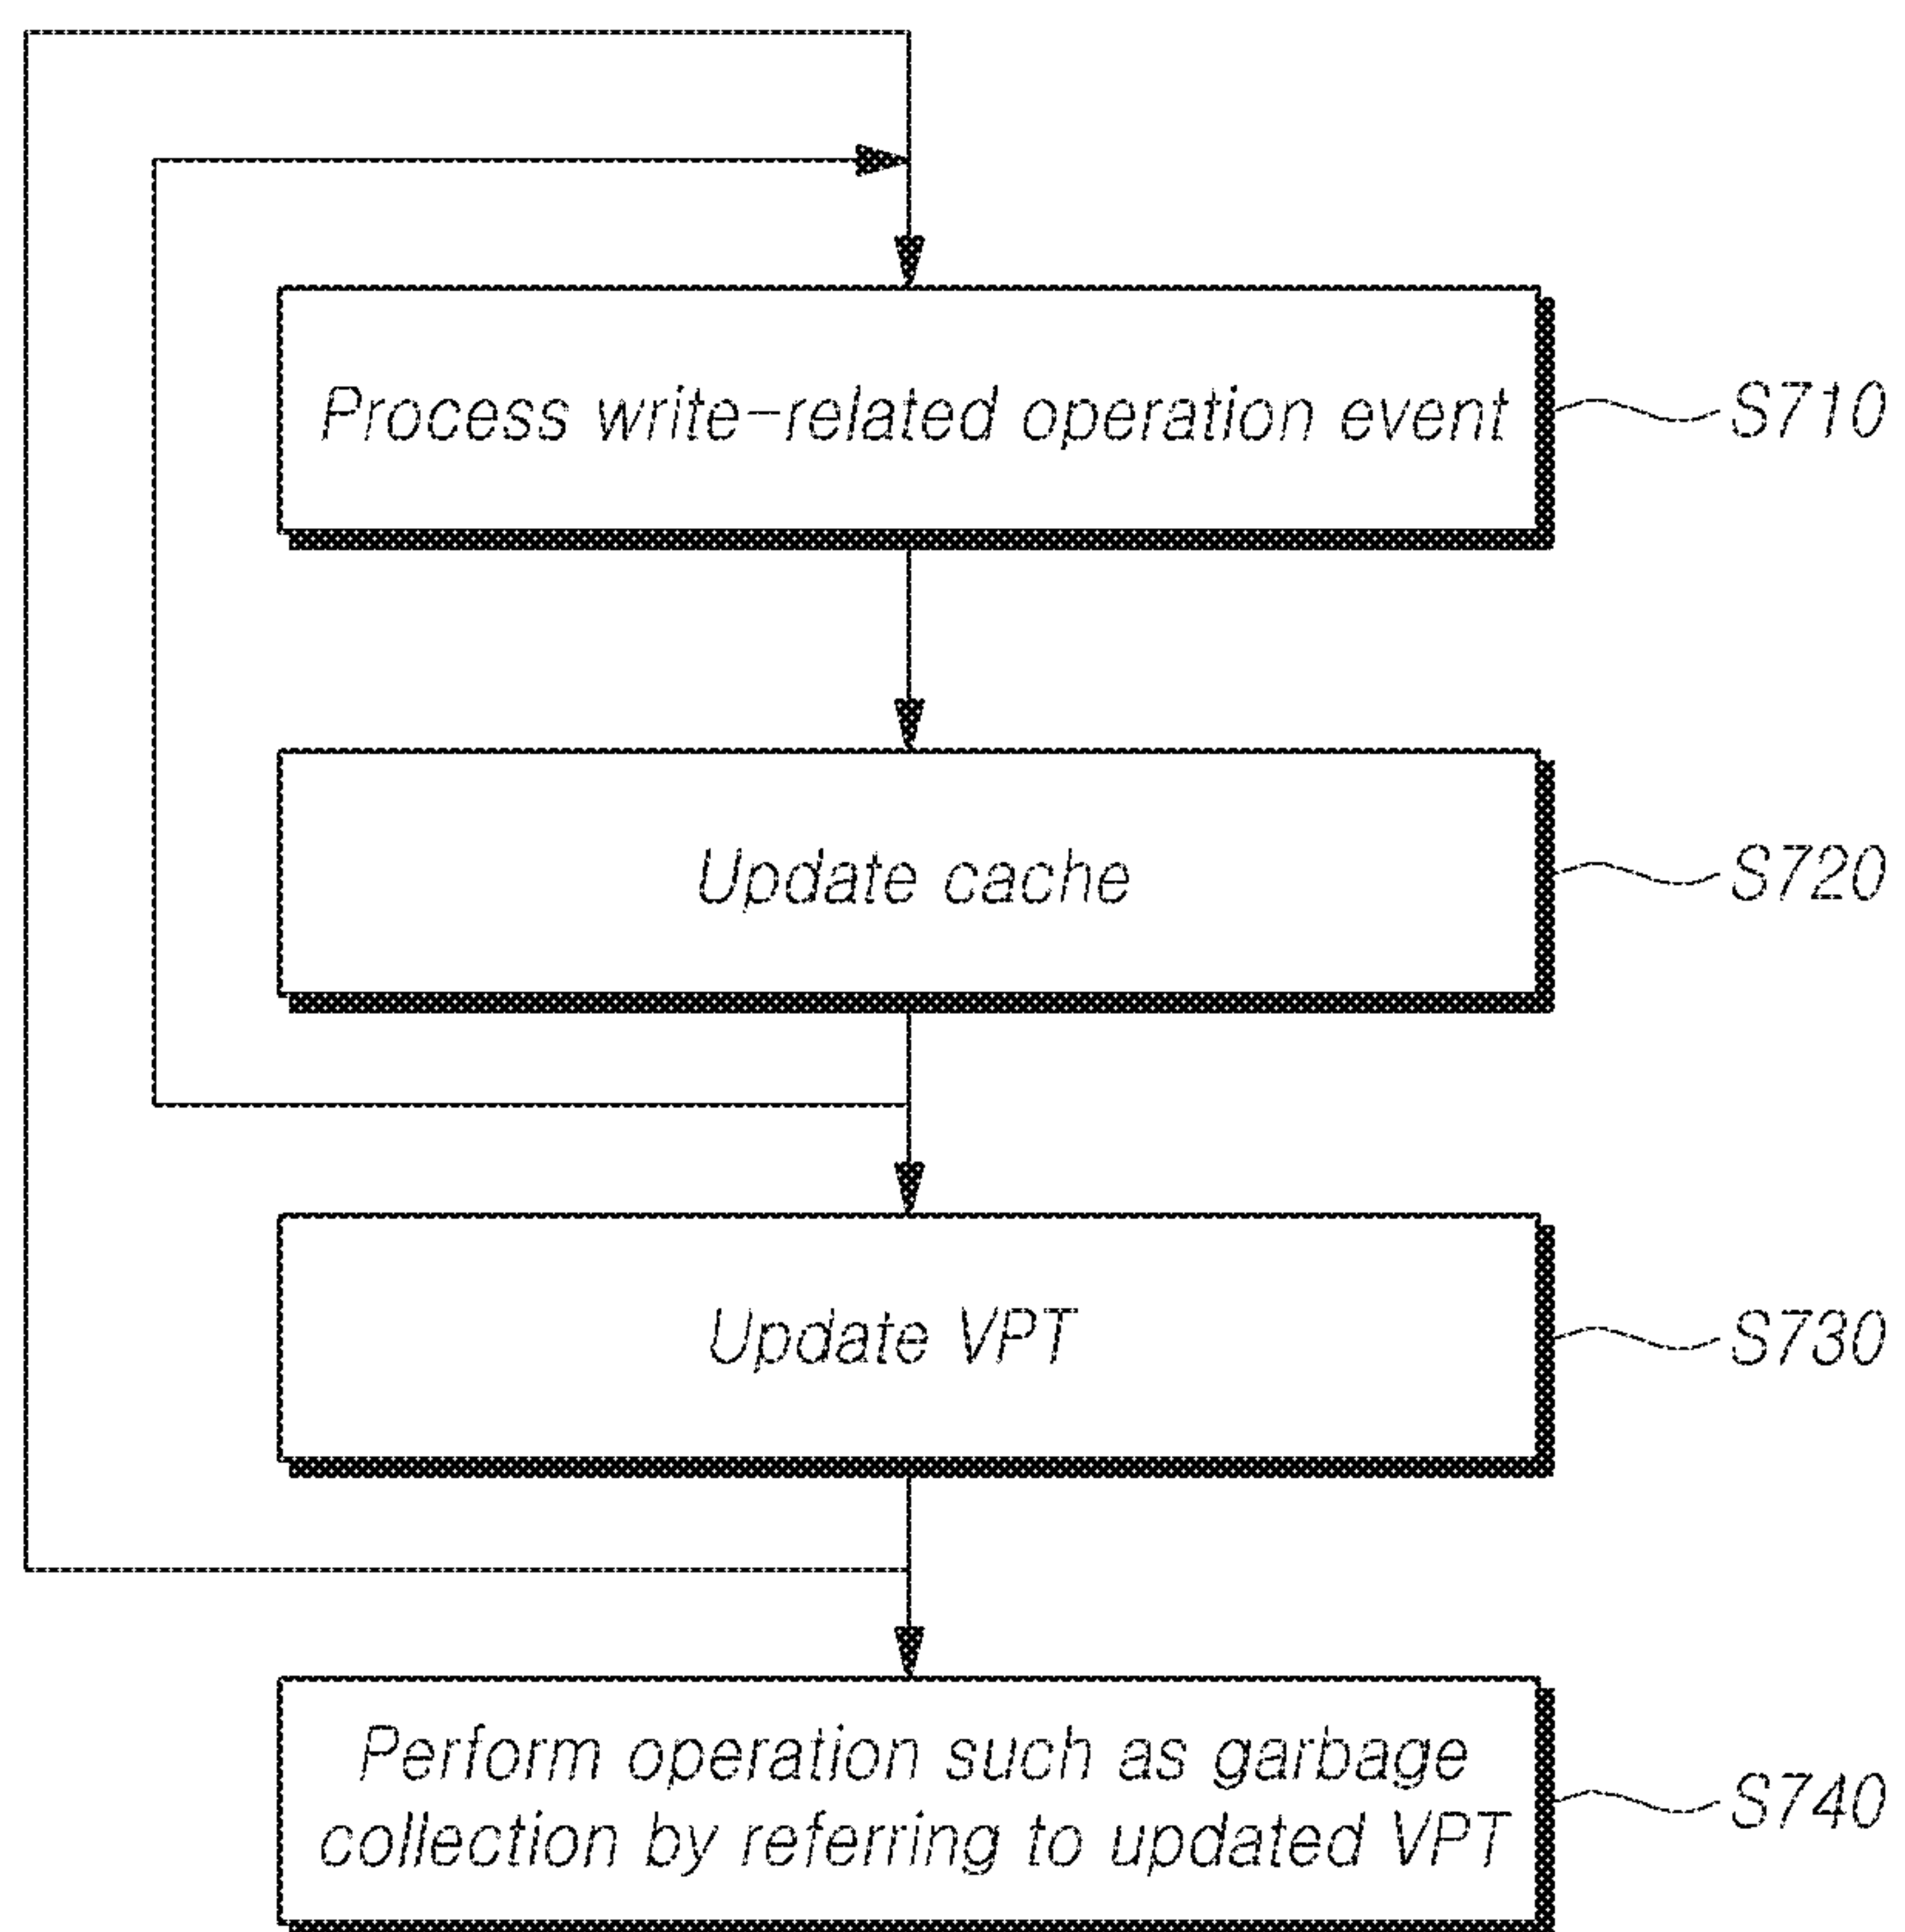 Process write-related operation event
S710
Update cache
S720
Update VPT
S730
Perform operation such as garbage
collection by referring to updated VPT
S740